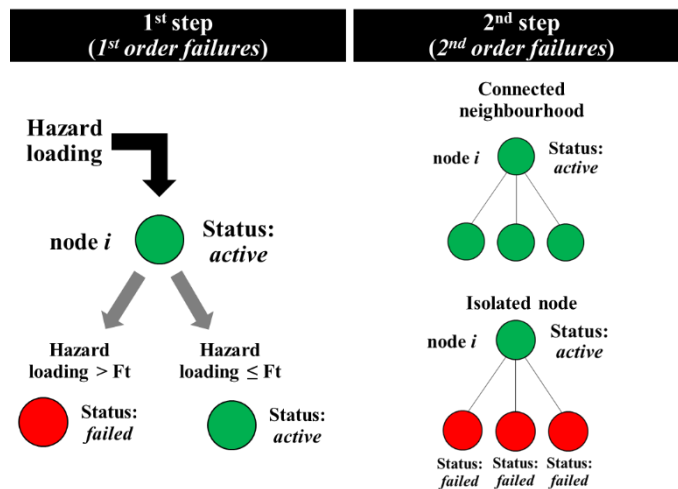 1st step
(1st order failures)
Hazard
loading
node i
Status:
active
Hazard
loading > Ft
Hazard
loading ≤ Ft
Status:
failed
Status:
active
2nd step
(2nd order failures)
Connected
neighbourhood
node i
Status:
active
Isolated node
node i
Status:
active
Status: Status: Status:
failed failed failed